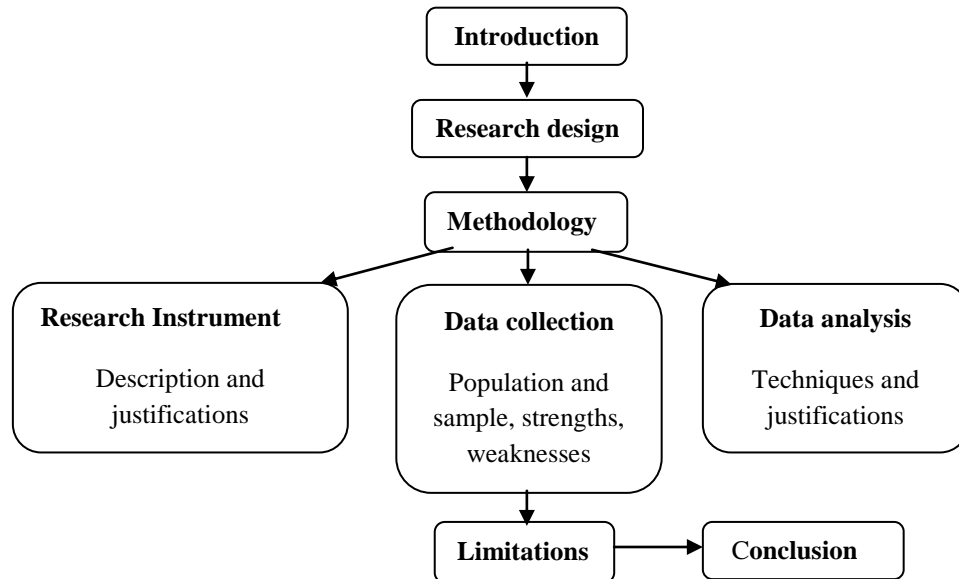 Introduction
Research design
Methodology
Research Instrument
Description and
justifications
Data collection
Population and
sample, strengths,
weaknesses
Data analysis
Techniques and
justifications
Limitations
Conclusion